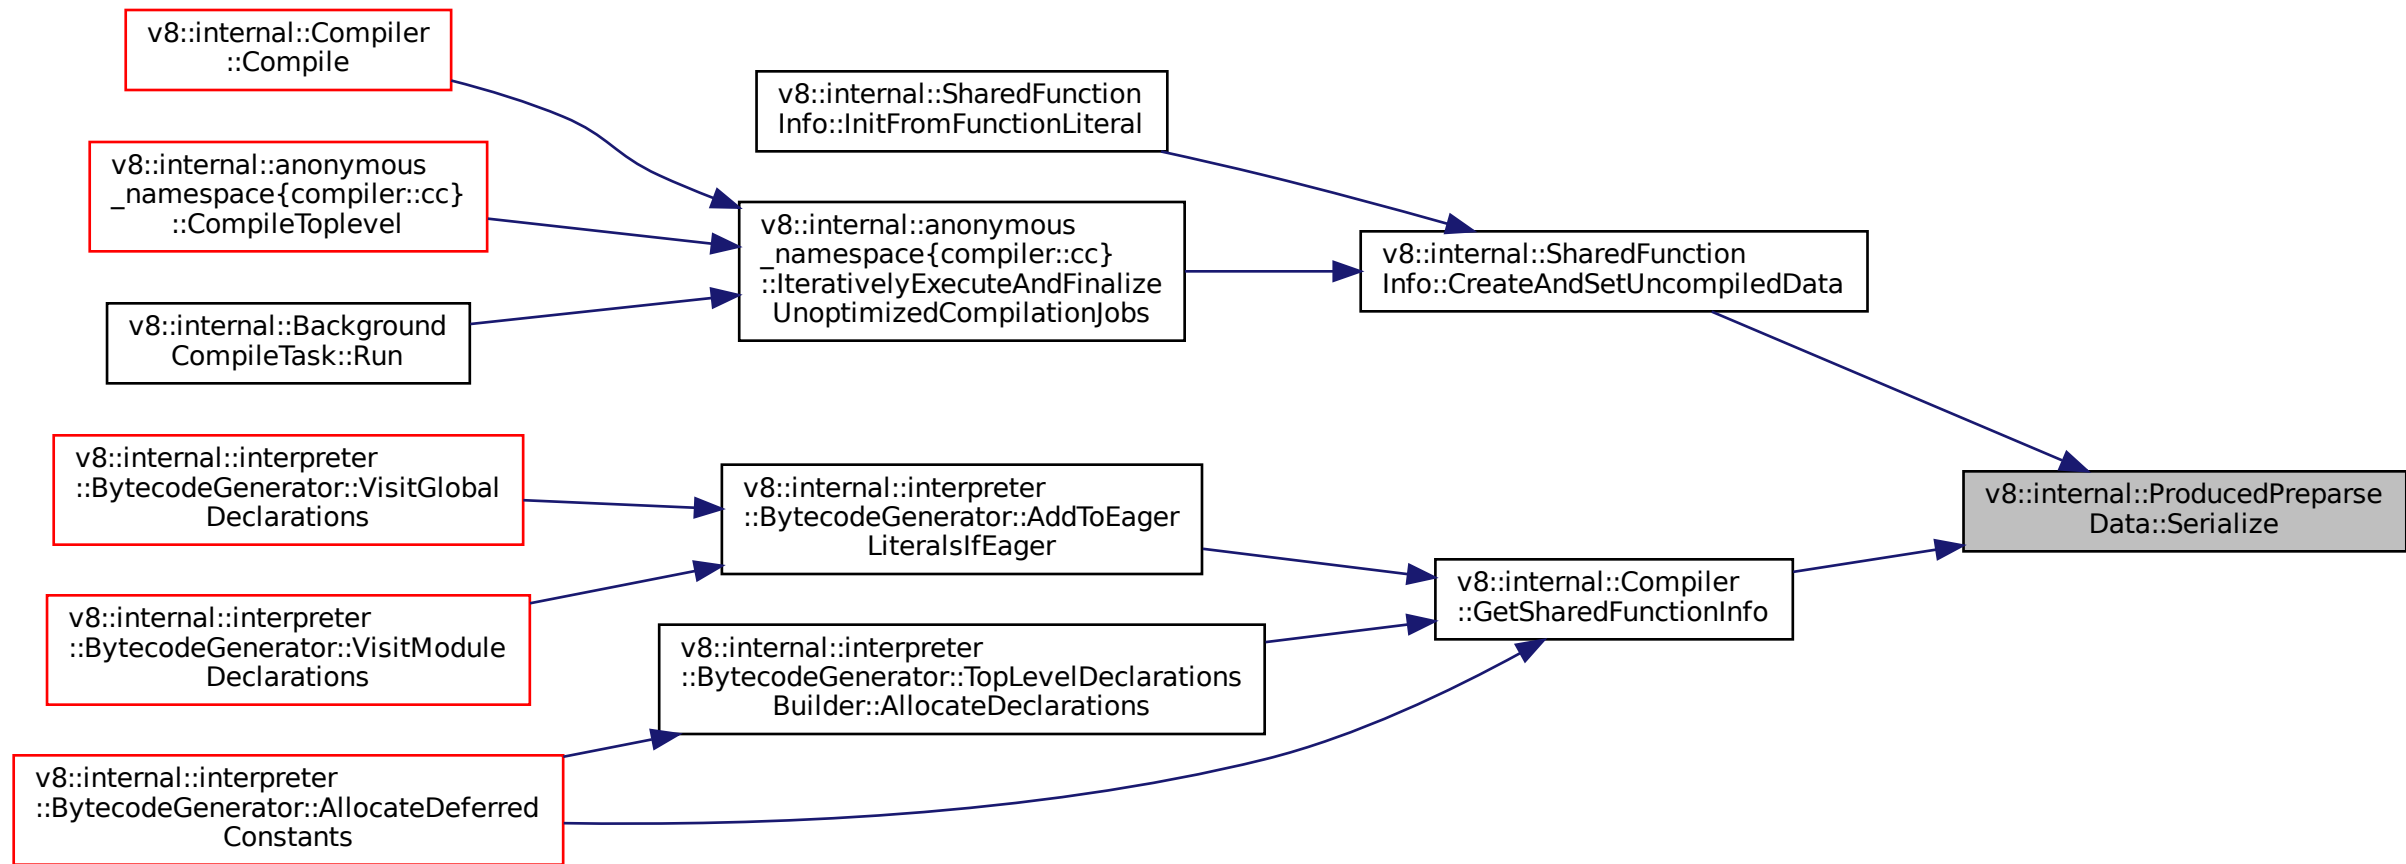 v8::internal::Compiler
::Compile
v8::internal::anonymous
_namespace{compiler::cc}
::CompileToplevel
v8::internal::Background
CompileTask::Run
v8::internal::interpreter
::BytecodeGenerator::VisitGlobal
Declarations
v8::internal::interpreter
::BytecodeGenerator::VisitModule
Declarations
v8::internal::interpreter
::BytecodeGenerator::AllocateDeferred
Constants
v8::internal::SharedFunction
Info::InitFromFunctionLiteral
v8::internal::anonymous
_namespace{compiler::cc}
::IterativelyExecuteAndFinalize
UnoptimizedCompilationJobs
v8::internal::interpreter
::BytecodeGenerator::AddToEager
LiteralsIfEager
v8::internal::interpreter
::BytecodeGenerator::TopLevelDeclarations
Builder::AllocateDeclarations
v8::internal::SharedFunction
Info::CreateAndSetUncompiledData
v8::internal::Compiler
::GetSharedFunctionInfo
v8::internal::ProducedPreparse
Data::Serialize